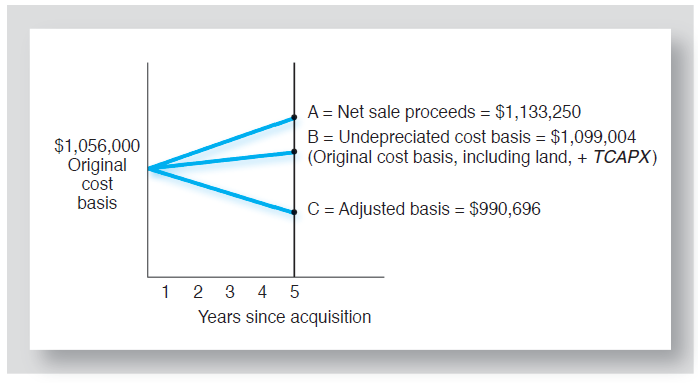 A = Net sale proceeds = $1,133,250
B = Undepreciated cost basis = $1,099,004
(Original cost basis, including land, + TCAPX)
$1,056,000
Original
cost
basis
C = Adjusted basis = $990,696
1 2 3 4 5
Years since acquisition